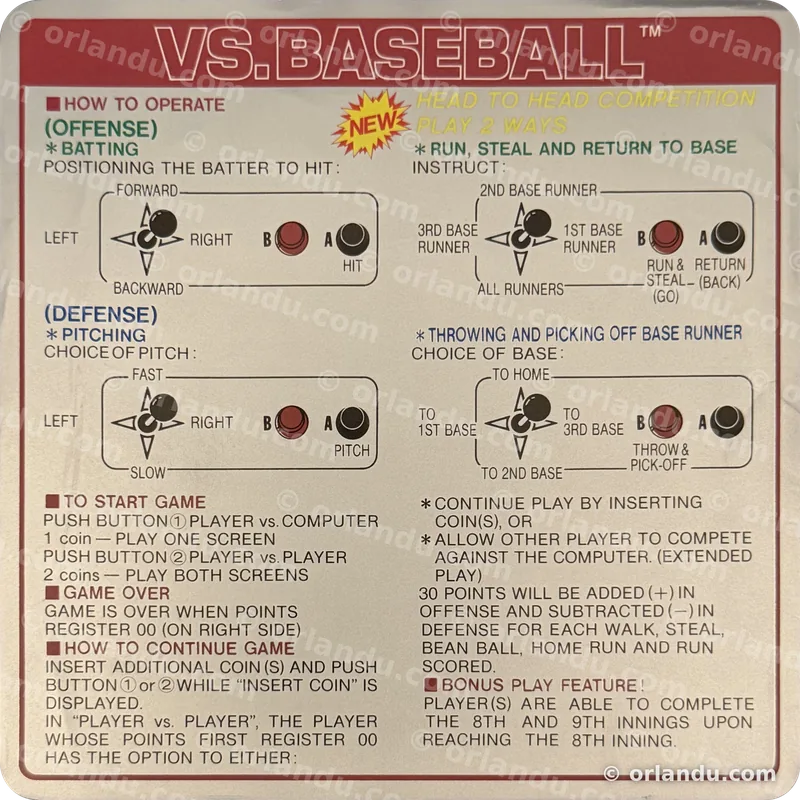 VS. BASEBALL™
■HOW TO OPERATE
(OFFENSE)
*BATTING
POSITIONING THE BATTER TO HIT:
FORWARD
LEFT
RIGHT
B
A
HIT
BACKWARD
(DEFENSE)
*PITCHING
CHOICE OF PITCH:
FAST
LEFT
RIGHT
B
A
PITCH
SLOW
NEW
HEAD TO HEAD COMPETITION
PLAY 2 WAYS
*RUN, STEAL AND RETURN TO BASE
INSTRUCT:
2ND BASE RUNNER
3RD BASE
RUNNER
1ST BASE
RUNNER
B
A
RUN &
STEAL
(GO)
RETURN
(BACK)
ALL RUNNERS
*THROWING AND PICKING OFF BASE RUNNER
CHOICE OF BASE:
TO HOME
TO
1ST BASE
TO
3RD BASE
B
A
THROW &
PICK-OFF
TO 2ND BASE
■TO START GAME
PUSH BUTTON① PLAYER vs. COMPUTER
1 coin — PLAY ONE SCREEN
PUSH BUTTON② PLAYER vs. PLAYER
2 coins — PLAY BOTH SCREENS
■GAME OVER
GAME IS OVER WHEN POINTS
REGISTER 00 (ON RIGHT SIDE)
■HOW TO CONTINUE GAME
INSERT ADDITIONAL COIN(S) AND PUSH
BUTTON①or②WHILE "INSERT COIN" IS
DISPLAYED.
IN "PLAYER vs. PLAYER", THE PLAYER
WHOSE POINTS FIRST REGISTER 00
HAS THE OPTION TO EITHER:
*CONTINUE PLAY BY INSERTING
COIN(S), OR
*ALLOW OTHER PLAYER TO COMPETE
AGAINST THE COMPUTER. (EXTENDED
PLAY)
30 POINTS WILL BE ADDED (+) IN
OFFENSE AND SUBTRACTED (−) IN
DEFENSE FOR EACH WALK, STEAL,
BEAN BALL, HOME RUN AND RUN
SCORED.
■BONUS PLAY FEATURE!
PLAYER(S) ARE ABLE TO COMPLETE
THE 8TH AND 9TH INNINGS UPON
REACHING THE 8TH INNING.
© orlandu.com